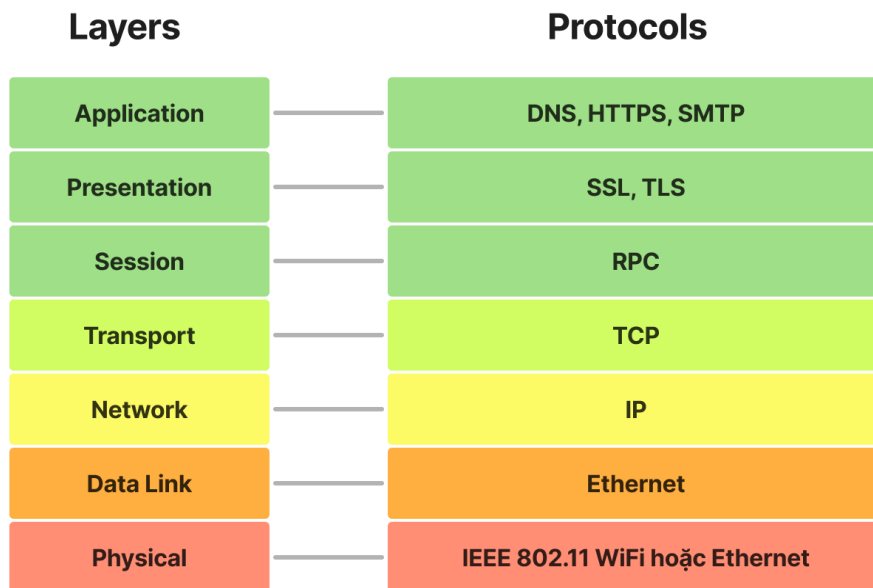 Layers Protocols
Application DNS, HTTPS, SMTP
Presentation SSL, TLS
Session RPC
Transport TCP
Network IP
Data Link Ethernet
Physical IEEE 802.11 WiFi hoặc Ethernet